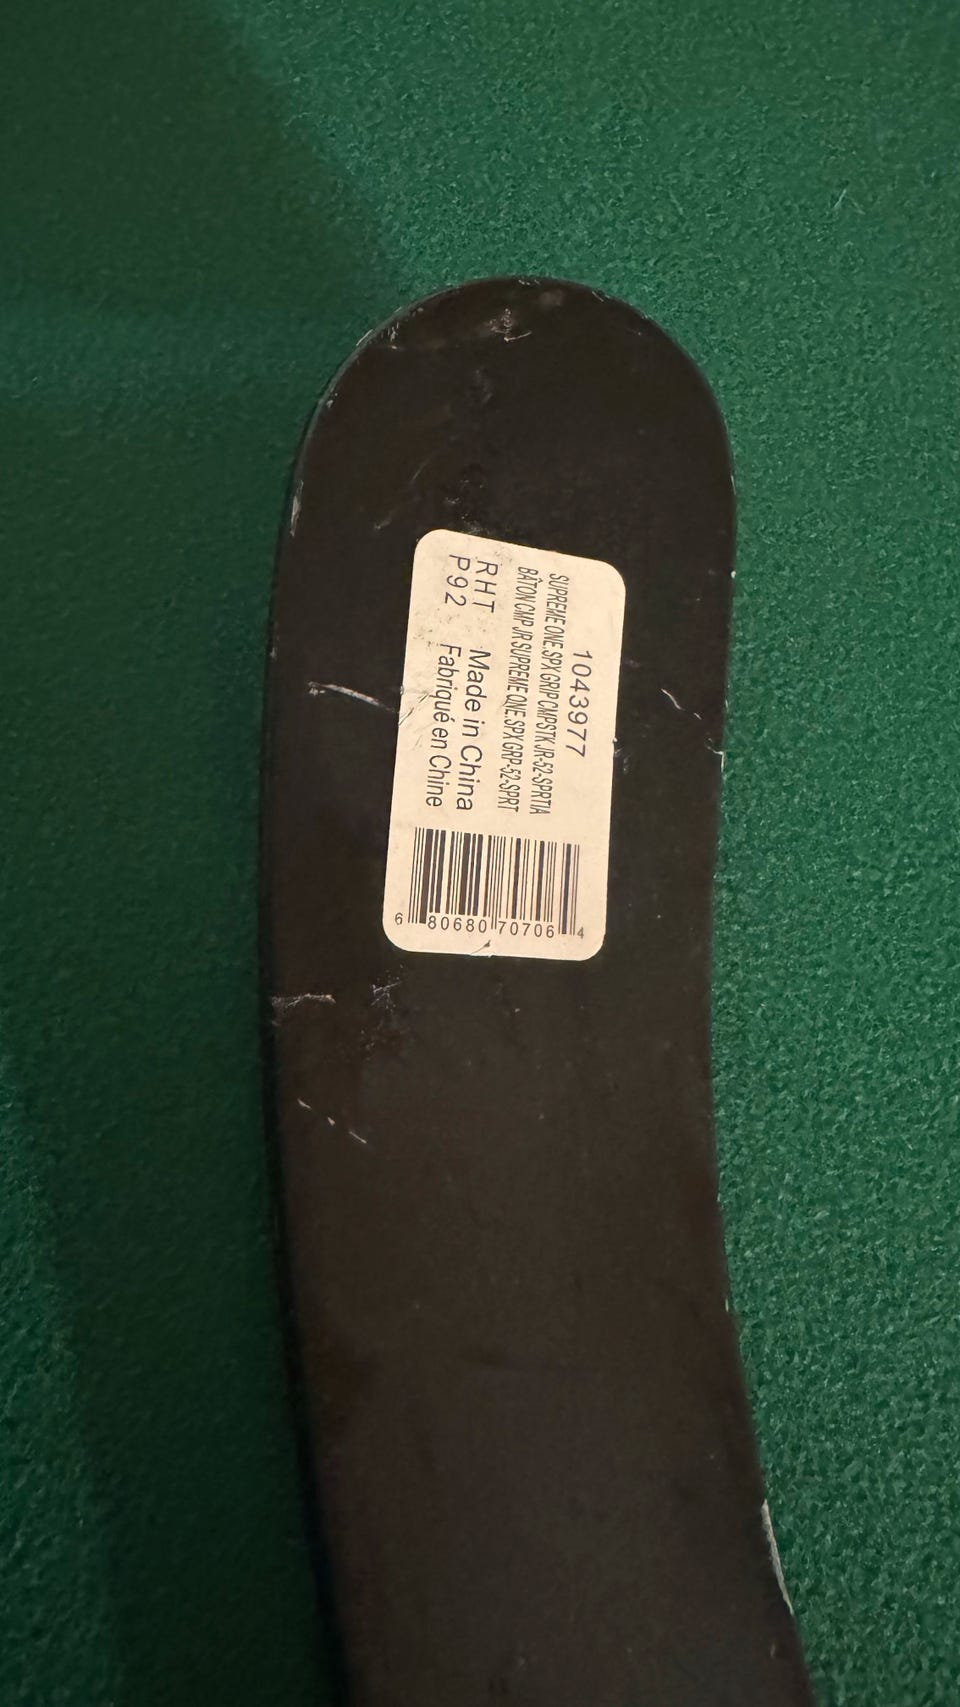 1043977
SUPREME ONE.SPX GRIP CMPSTK JR-52-SPRTIA
BÂTON CMP JR SUPREME ONE.SPX GRP-52-SPRT
RHT Made in China
P92 Fabriqué en Chine
6 80680 70706 4